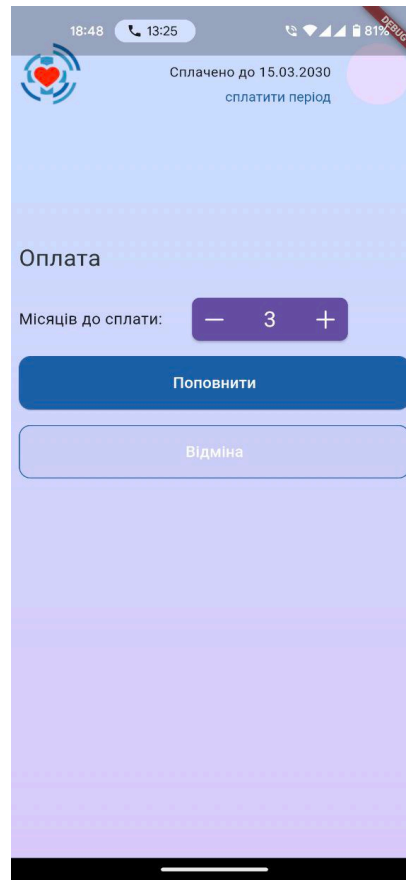 18:48 13:25 81%
DEBUG
Сплачено до 15.03.2030
сплатити період
Оплата
Місяців до сплати: — 3 +
Поповнити
Відміна